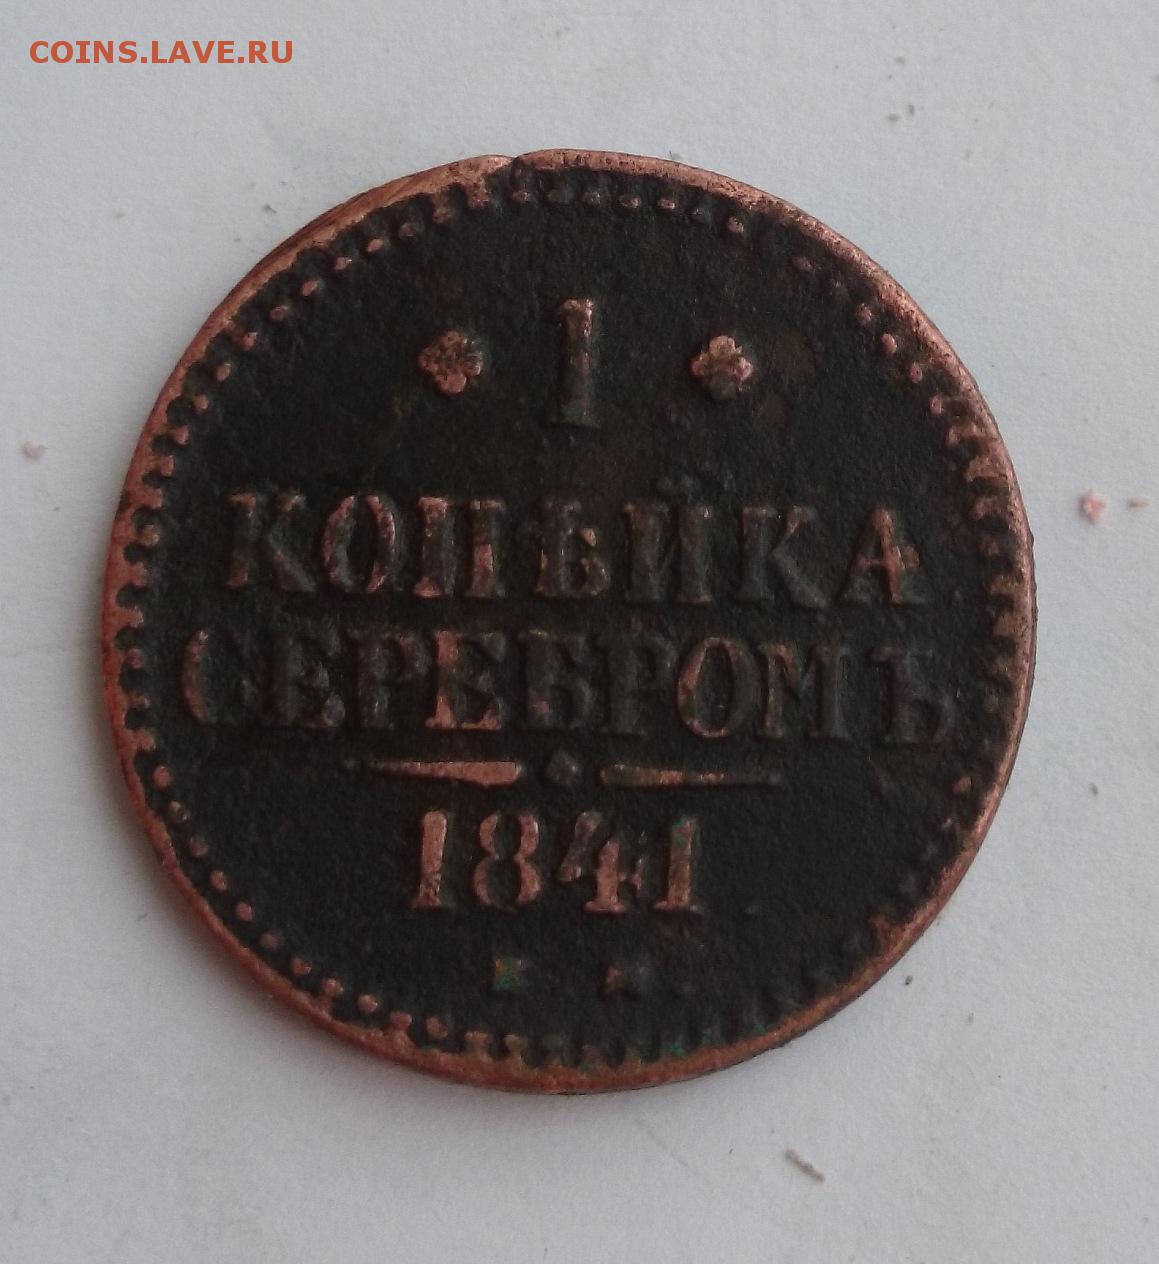 COINS.LAVE.RU
1
КОПѢЙКА
СЕРЕБРОМЪ
1841